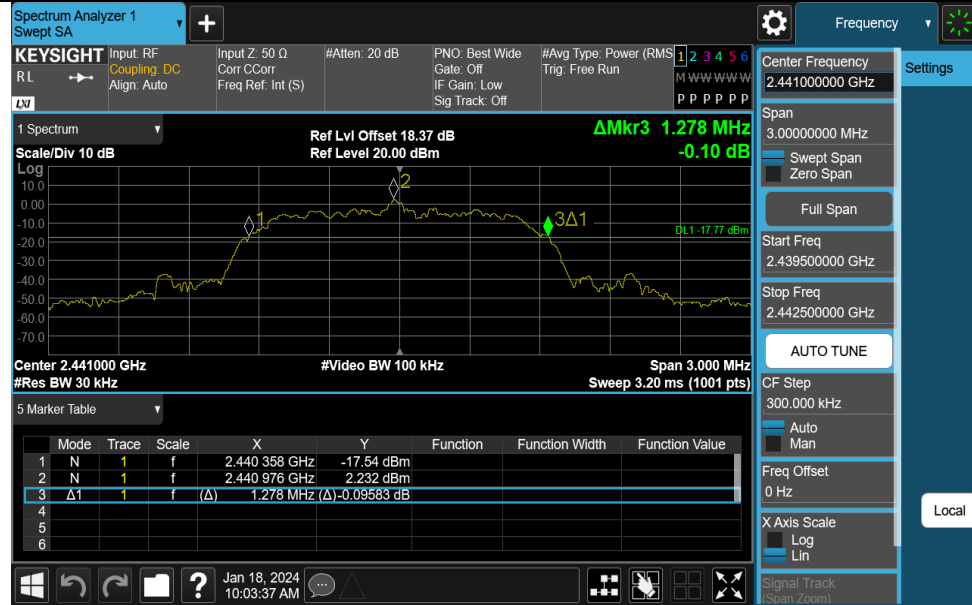 Spectrum Analyzer 1
Swept SA
▼
+
Frequency ▼
KEYSIGHT
RL
LXI
Input: RF
Coupling: DC
Align: Auto
Input Z: 50 Ω
Corr CCorr
Freq Ref: Int (S)
#Atten: 20 dB
PNO: Best Wide
Gate: Off
IF Gain: Low
Sig Track: Off
#Avg Type: Power (RMS
Trig: Free Run
1 2 3 4 5 6
M W W W W W
P P P P P P
1 Spectrum ▼
Scale/Div 10 dB
Log
Ref Lvl Offset 18.37 dB
Ref Level 20.00 dBm
ΔMkr3 1.278 MHz
-0.10 dB
10.0
0.00
-10.0
-20.0
-30.0
-40.0
-50.0
-60.0
-70.0
1
2
3Δ1
DL1 -17.77 dBm
Center 2.441000 GHz
#Video BW 100 kHz
Span 3.000 MHz
#Res BW 30 kHz
Sweep 3.20 ms (1001 pts)
5 Marker Table ▼
Mode Trace Scale X Y Function Function Width Function Value
1 N 1 f 2.440 358 GHz -17.54 dBm
2 N 1 f 2.440 976 GHz 2.232 dBm
3 Δ1 1 f (Δ) 1.278 MHz (Δ) -0.09583 dB
4
5
6
Jan 18, 2024
10:03:37 AM
?
Center Frequency
2.441000000 GHz
Span
3.00000000 MHz
Swept Span
Zero Span
Full Span
Start Freq
2.439500000 GHz
Stop Freq
2.442500000 GHz
AUTO TUNE
CF Step
300.000 kHz
Auto
Man
Freq Offset
0 Hz
X Axis Scale
Log
Lin
Signal Track
(Span Zoom)
Settings
Local